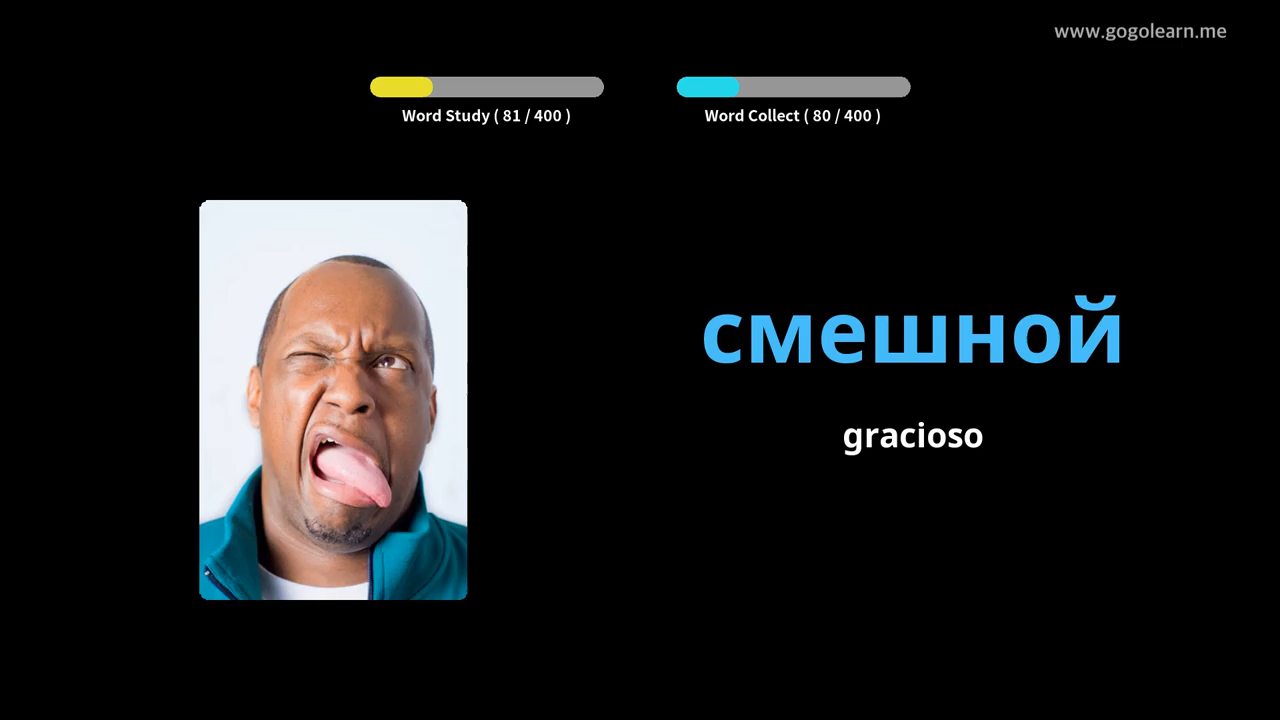 www.gogolearn.me
Word Study ( 81 / 400 )
Word Collect ( 80 / 400 )
смешной
gracioso